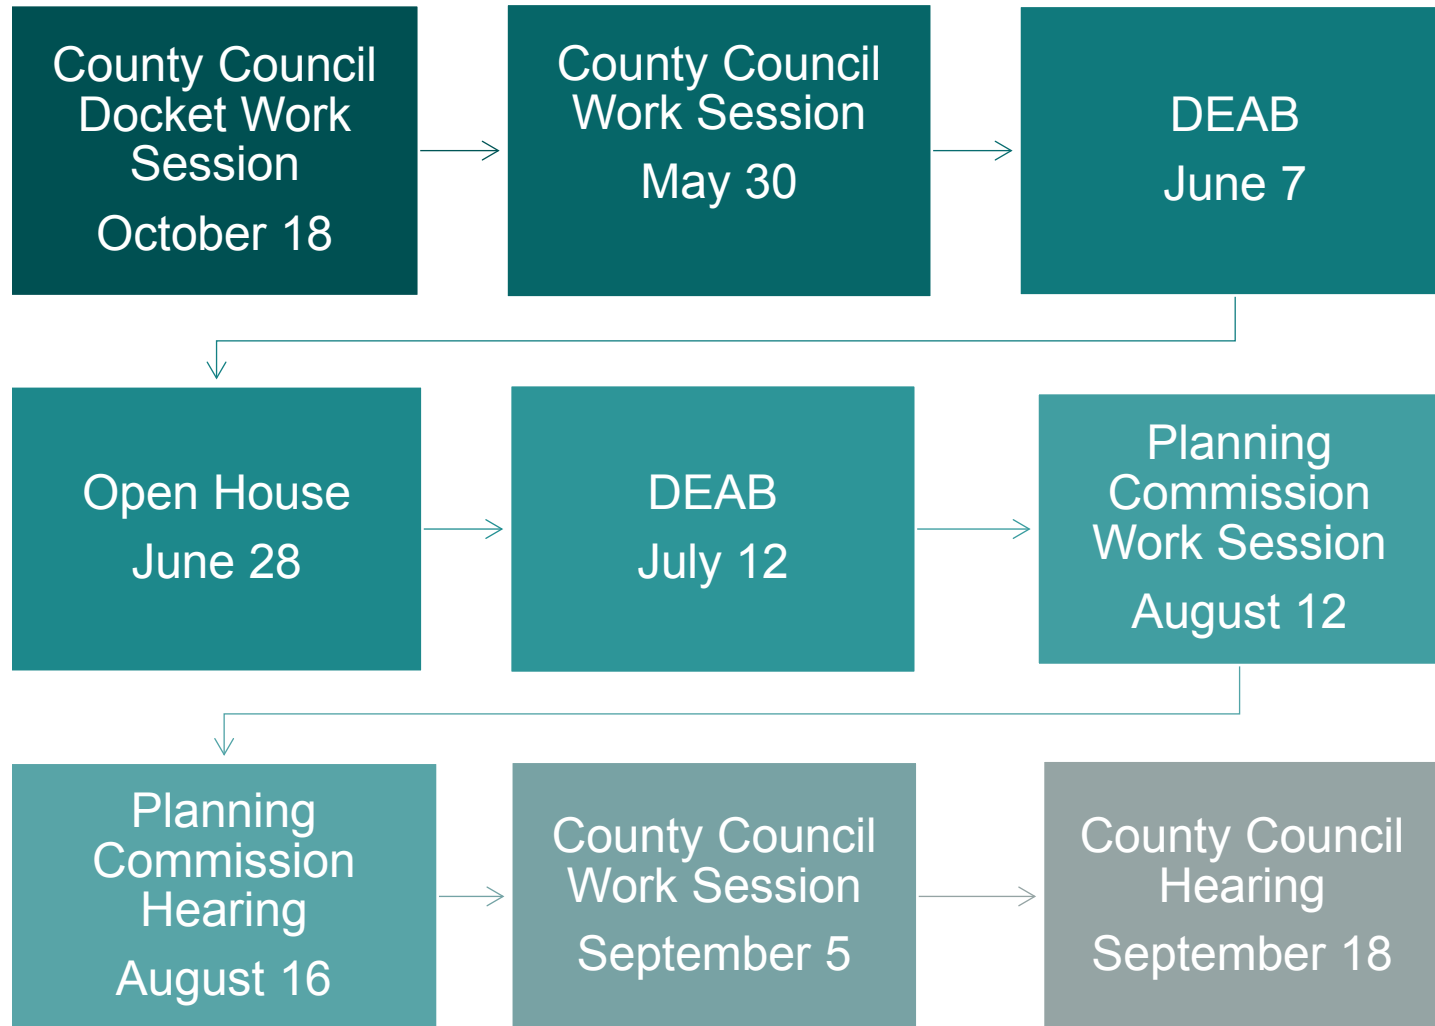 County Council
Docket Work
Session
October 18
County Council
Work Session
May 30
DEAB
June 7
Open House
June 28
DEAB
July 12
Planning
Commission
Work Session
August 12
Planning
Commission
Hearing
August 16
County Council
Work Session
September 5
County Council
Hearing
September 18